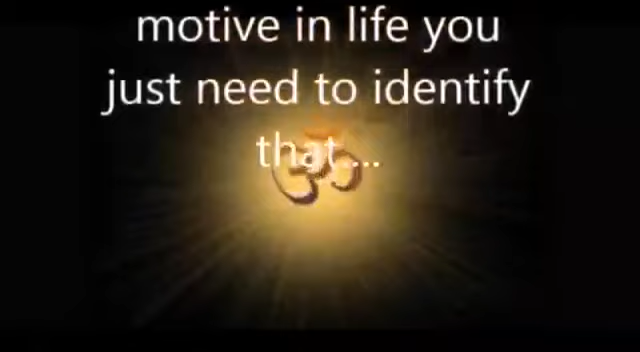 motive in life you
just need to identify
that....
ॐ